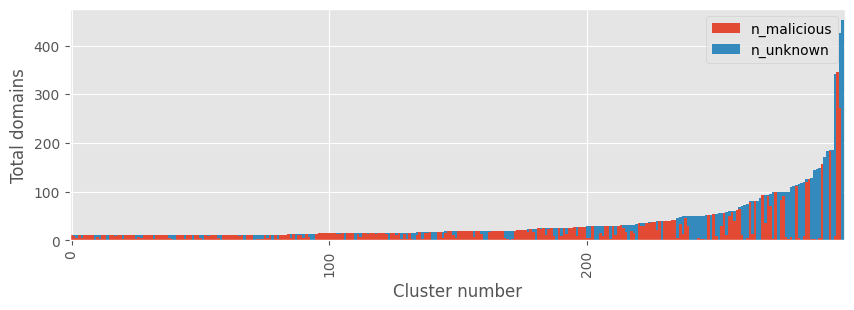 n_malicious
n_unknown
400
300
200
100
0
Total domains
0
100
200
Cluster number